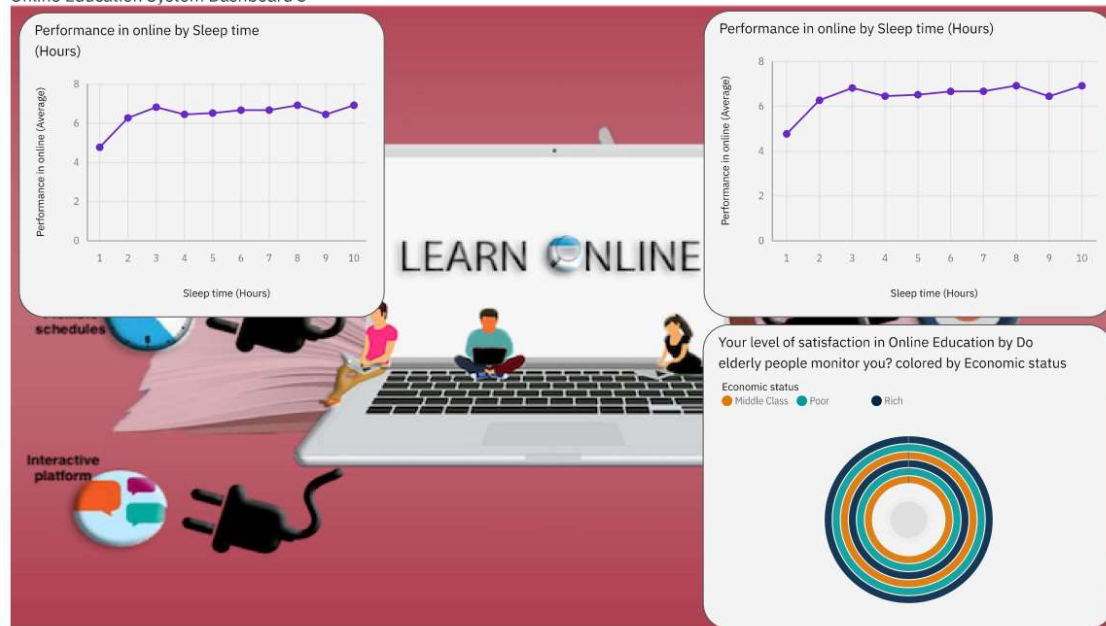 Performance in online by Sleep time
(Hours)
Performance in online (Average)
8
6
4
2
0
1 2 3 4 5 6 7 8 9 10
Sleep time (Hours)
Performance in online by Sleep time (Hours)
Performance in online (Average)
8
6
4
2
0
1 2 3 4 5 6 7 8 9 10
Sleep time (Hours)
LEARN ONLINE
schedules
Interactive
platform
Your level of satisfaction in Online Education by Do
elderly people monitor you? colored by Economic status
Economic status
Middle Class Poor Rich